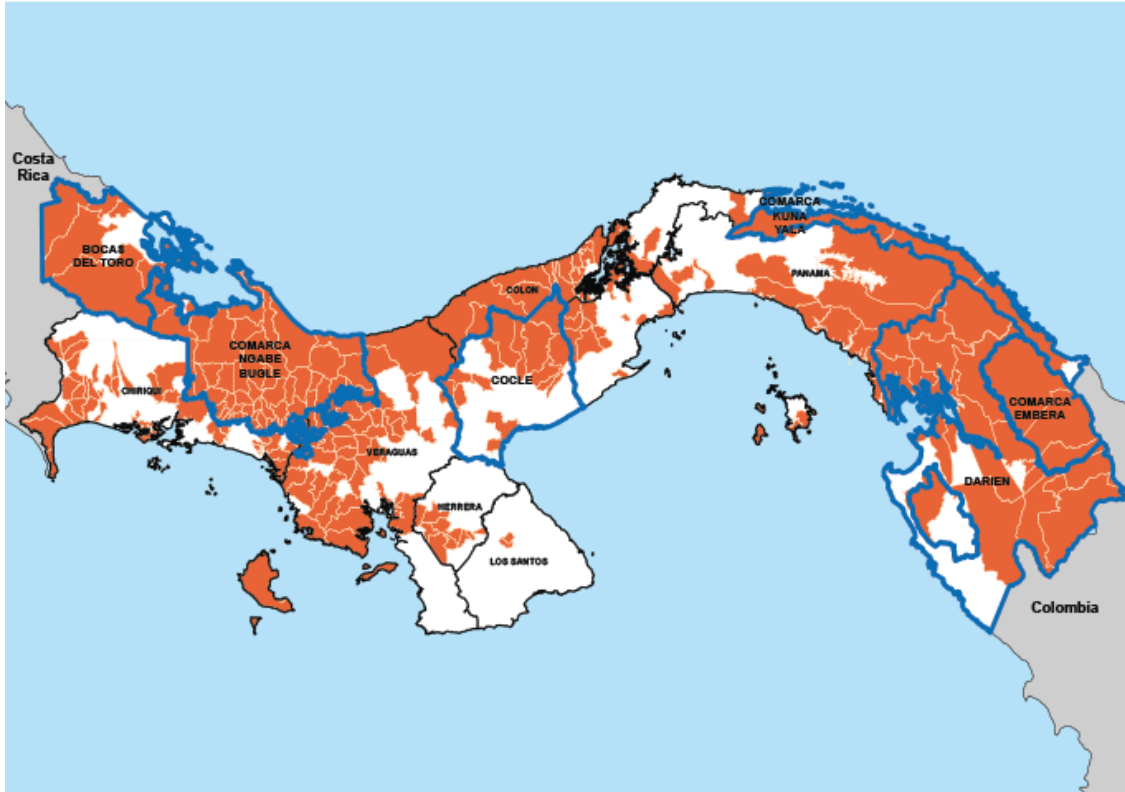 Costa
Rica
BOCAS
DEL TORO
COMARCA
KUNA
YALA
PANAMA
COLON
COMARCA
NGABE
BUGLE
CHIRIQUI
COCLE
COMARCA
EMBERA
VERAGUAS
DARIEN
HERRERA
LOS SANTOS
Colombia